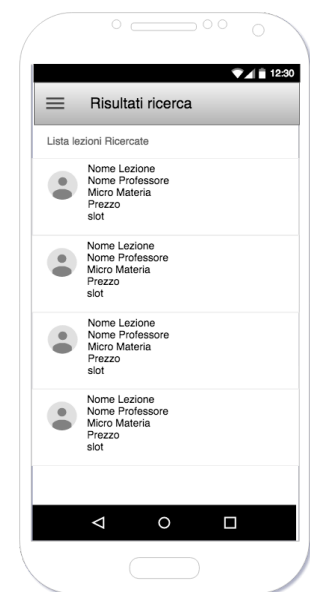 12:30
Risultati ricerca
Lista lezioni Ricercate
Nome Lezione
Nome Professore
Micro Materia
Prezzo
slot
Nome Lezione
Nome Professore
Micro Materia
Prezzo
slot
Nome Lezione
Nome Professore
Micro Materia
Prezzo
slot
Nome Lezione
Nome Professore
Micro Materia
Prezzo
slot